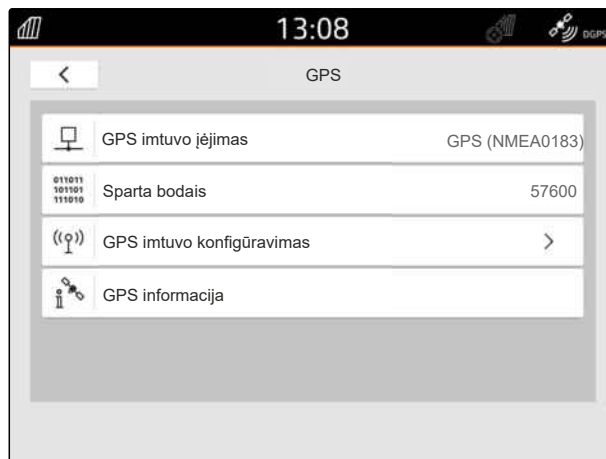 13:08
DGPS
GPS
GPS imtuvo įėjimas
GPS (NMEA0183)
011011
101101
111010
Sparta bodais
57600
GPS imtuvo konfigūravimas
GPS informacija